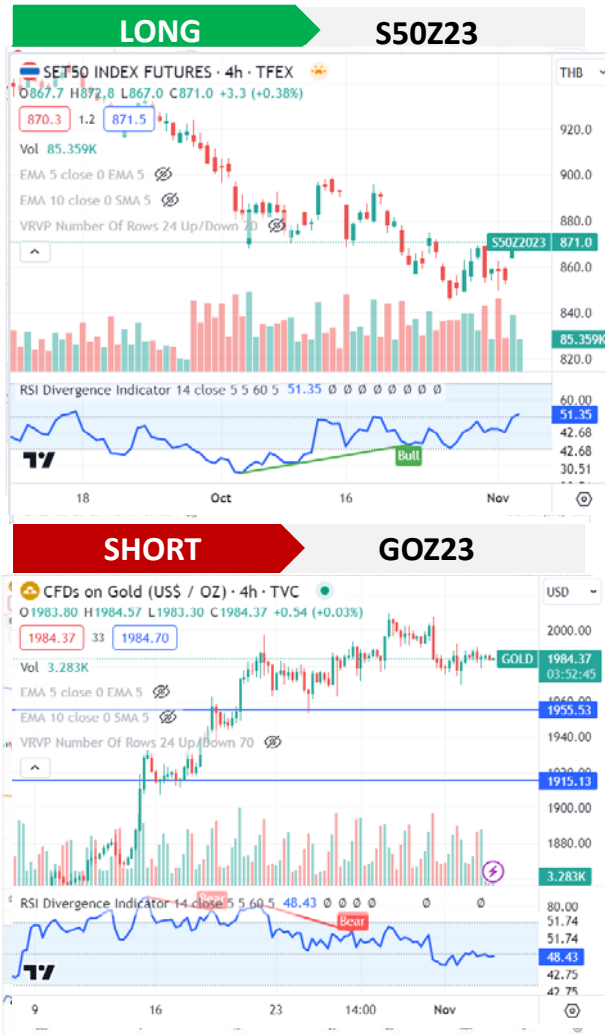 LONG
S50Z23
SET50 INDEX FUTURES · 4h · TFEX
THB
O867.7 H872.8 L867.0 C871.0 +3.3 (+0.38%)
870.3 1.2 871.5
Vol 85.359K
EMA 5 close 0 EMA 5
EMA 10 close 0 SMA 5
VRVP Number Of Rows 24 Up/Down 70
920.0
900.0
880.0
S50Z2023 871.0
860.0
840.0
85.359K
820.0
RSI Divergence Indicator 14 close 5 5 60 5 51.35 Ø Ø Ø Ø Ø Ø Ø Ø
60.00
51.35
42.68
42.68
30.51
Bull
18 Oct 16 Nov
SHORT
GOZ23
CFDs on Gold (US$ / OZ) · 4h · TVC
USD
O1983.80 H1984.57 L1983.30 C1984.37 +0.54 (+0.03%)
1984.37 33 1984.70
Vol 3.283K
EMA 5 close 0 EMA 5
EMA 10 close 0 SMA 5
VRVP Number Of Rows 24 Up/Down 70
2000.00
GOLD 1984.37
03:52:45
1955.53
1940.00
1915.13
1900.00
1880.00
3.283K
RSI Divergence Indicator 14 close 5 5 60 5 48.43 Ø Ø Ø Ø Ø Ø
Bear
Bear
80.00
51.74
51.74
48.43
42.75
42.75
9 16 23 14:00 Nov